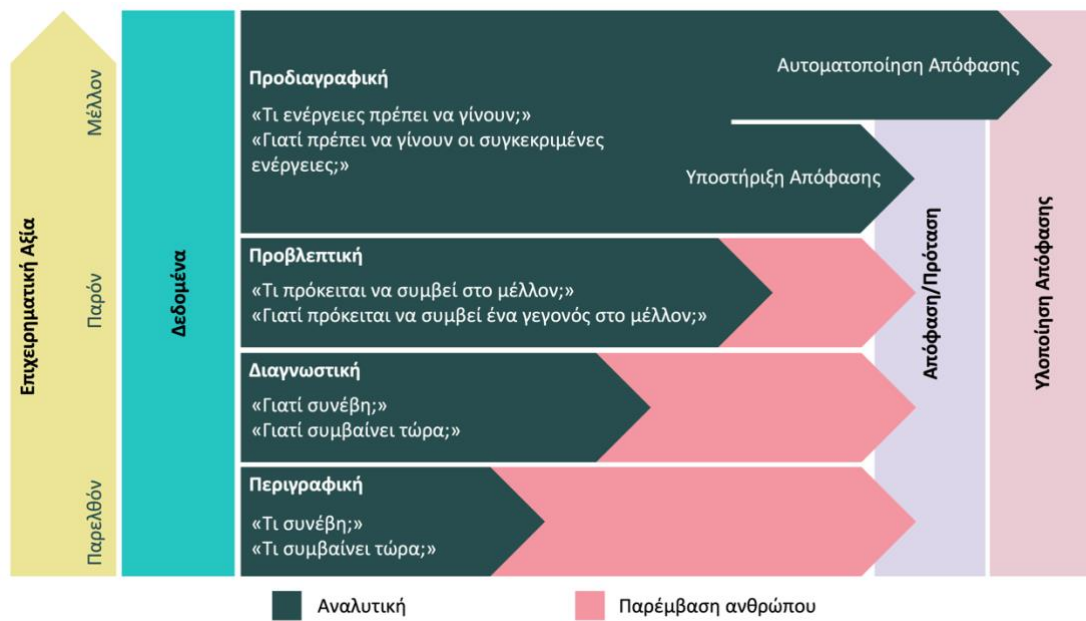 Επιχειρηματική Αξία
Μέλλον
Παρόν
Παρελθόν
Δεδομένα
Προδιαγραφική
«Τι ενέργειες πρέπει να γίνουν;»
«Γιατί πρέπει να γίνουν οι συγκεκριμένες
ενέργειες;»
Αυτοματοποίηση Απόφασης
Υποστήριξη Απόφασης
Προβλεπτική
«Τι πρόκειται να συμβεί στο μέλλον;»
«Γιατί πρόκειται να συμβεί ένα γεγονός στο μέλλον;»
Διαγνωστική
«Γιατί συνέβη;»
«Γιατί συμβαίνει τώρα;»
Περιγραφική
«Τι συνέβη;»
«Τι συμβαίνει τώρα;»
Απόφαση/Πρόταση
Υλοποίηση Απόφασης
Αναλυτική
Παρέμβαση ανθρώπου